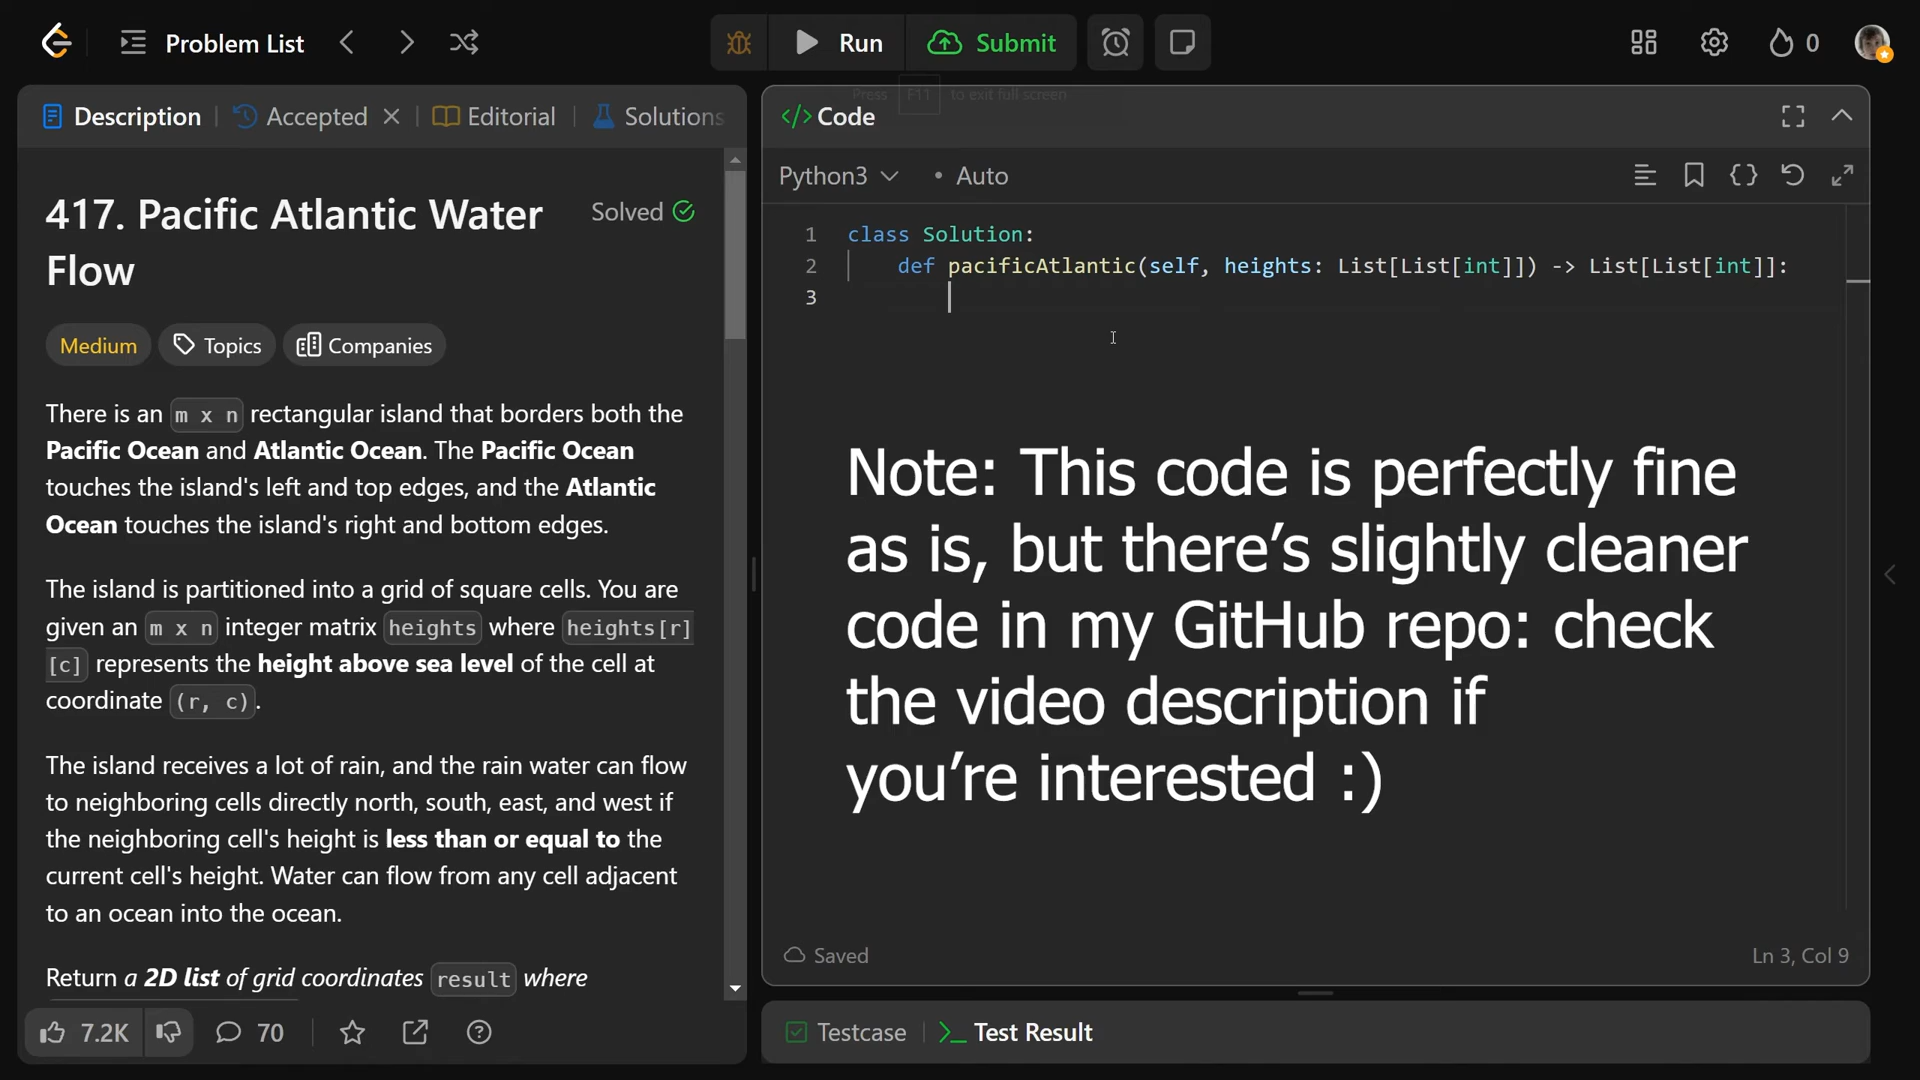 Problem List
Run
Submit
0
Press F11 to exit full screen
Description
Accepted
Editorial
Solutions
417. Pacific Atlantic Water
Flow
Solved
Medium
Topics
Companies
There is an m x n rectangular island that borders both the
Pacific Ocean and Atlantic Ocean. The Pacific Ocean
touches the island's left and top edges, and the Atlantic
Ocean touches the island's right and bottom edges.
The island is partitioned into a grid of square cells. You are
given an m x n integer matrix heights where heights[r]
[c] represents the height above sea level of the cell at
coordinate (r, c).
The island receives a lot of rain, and the rain water can flow
to neighboring cells directly north, south, east, and west if
the neighboring cell's height is less than or equal to the
current cell's height. Water can flow from any cell adjacent
to an ocean into the ocean.
Return a 2D list of grid coordinates result where
7.2K
70
</> Code
Python3
• Auto
1 class Solution:
2 def pacificAtlantic(self, heights: List[List[int]]) -> List[List[int]]:
3
Note: This code is perfectly fine
as is, but there’s slightly cleaner
code in my GitHub repo: check
the video description if
you’re interested :)
Saved
Ln 3, Col 9
Testcase
>_ Test Result